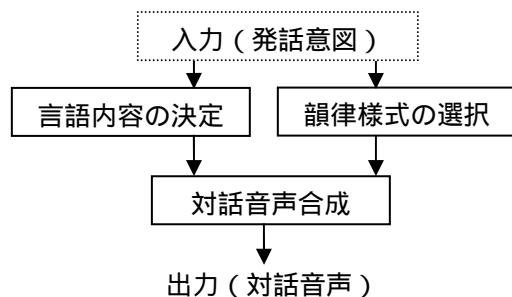 入力（発話意図）
言語内容の決定
韻律様式の選択
対話音声合成
出力（対話音声）